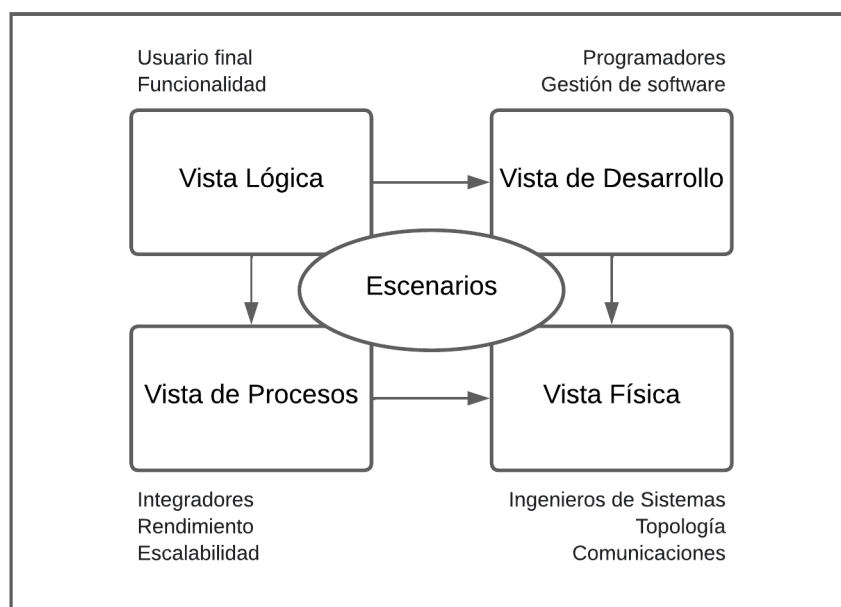 Usuario final
Funcionalidad
Programadores
Gestión de software
Vista Lógica
Vista de Desarrollo
Escenarios
Vista de Procesos
Vista Física
Integradores
Rendimiento
Escalabilidad
Ingenieros de Sistemas
Topología
Comunicaciones